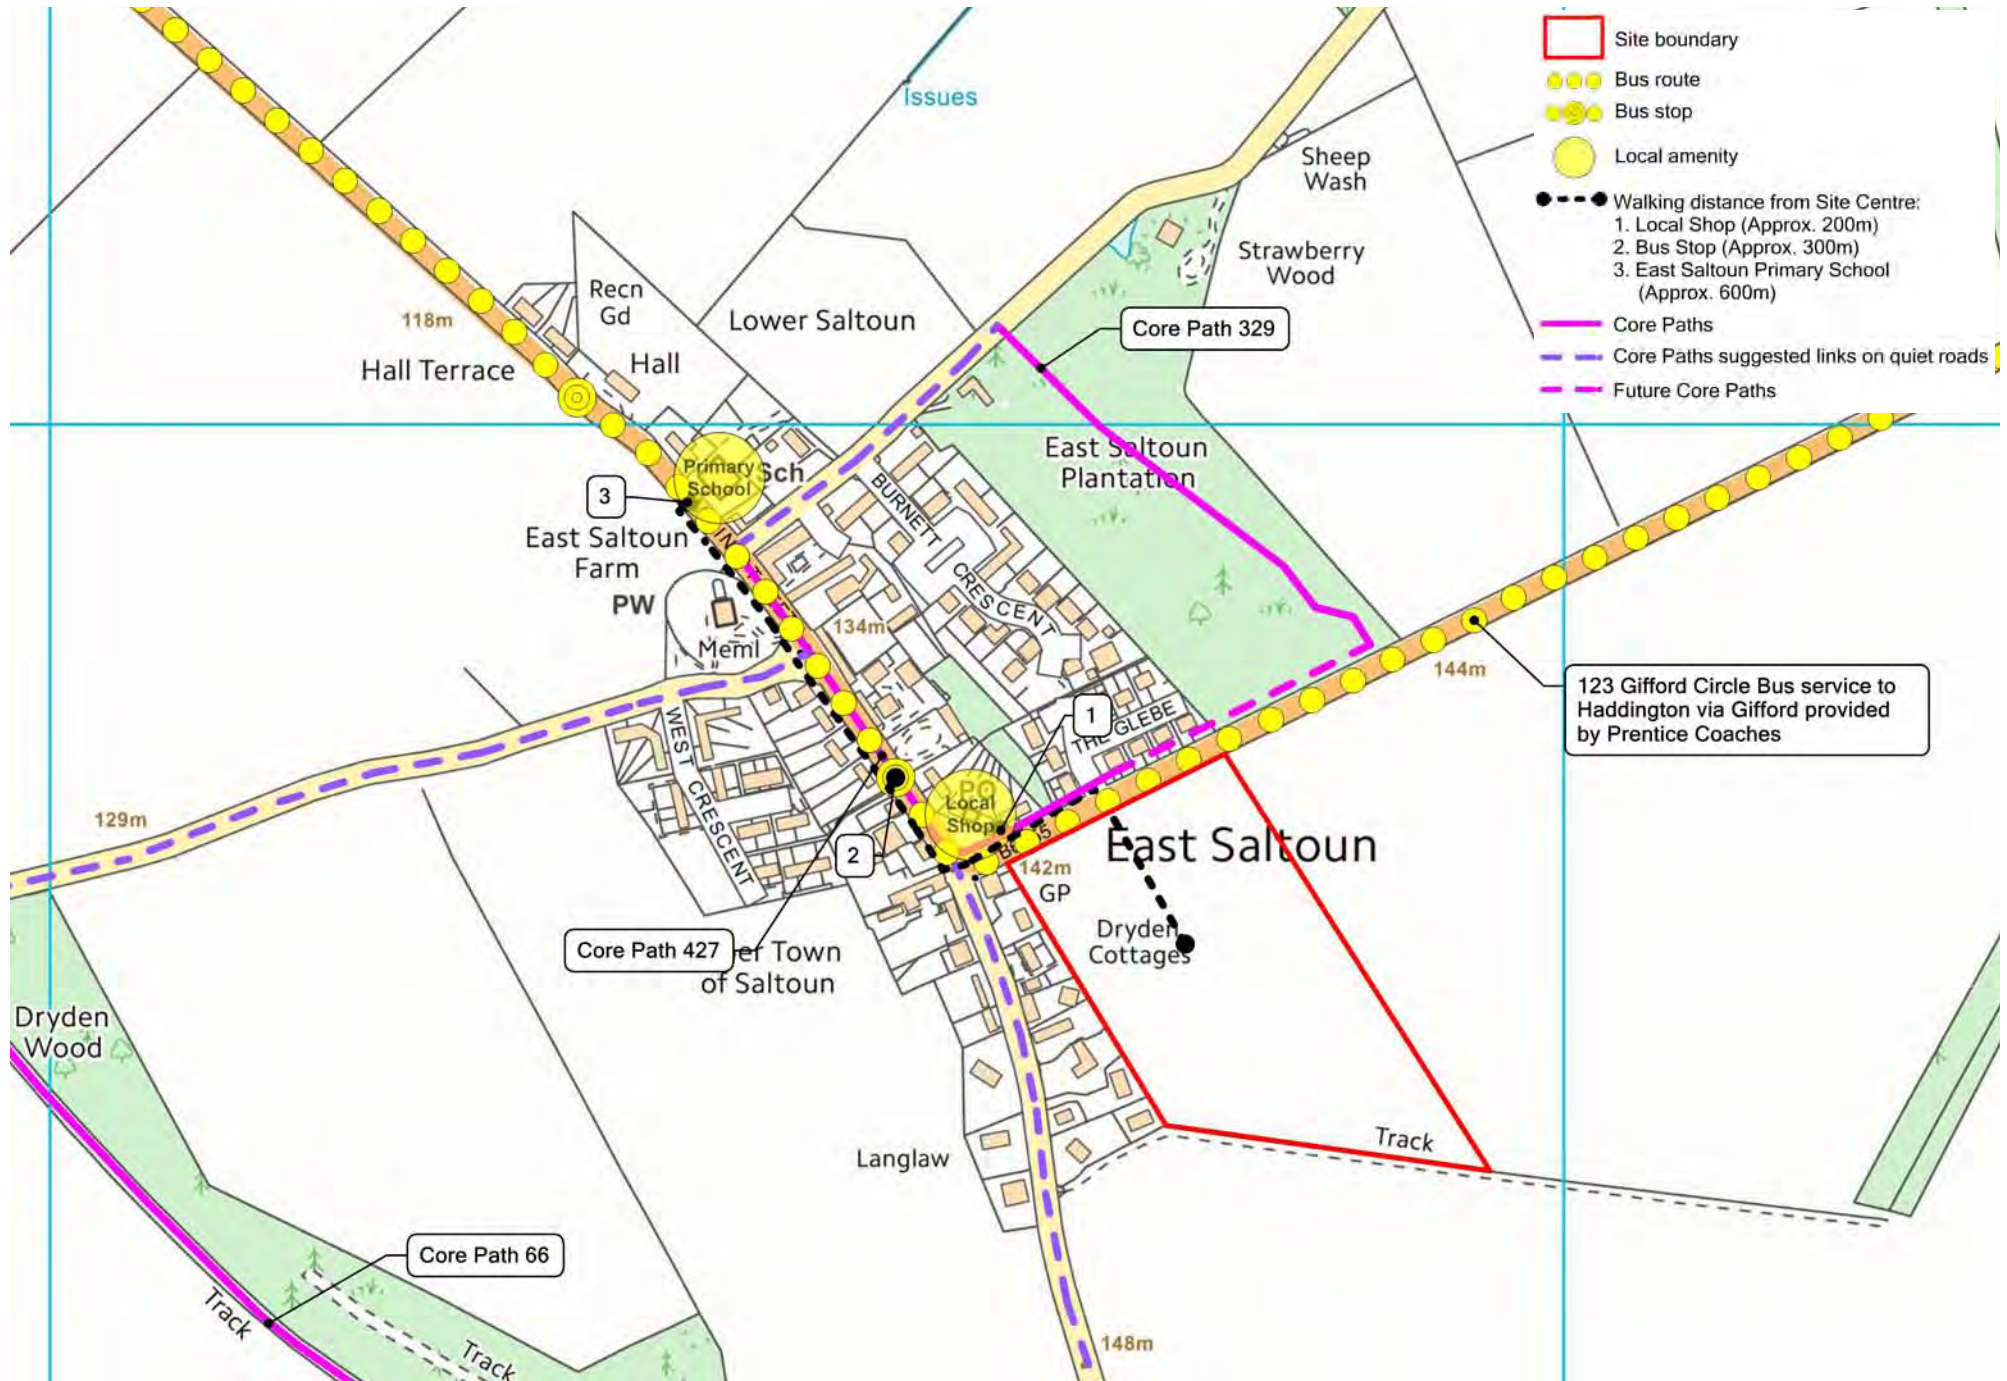 Site boundary
Bus route
Bus stop
Local amenity
Walking distance from Site Centre:
1. Local Shop (Approx. 200m)
2. Bus Stop (Approx. 300m)
3. East Saltoun Primary School
(Approx. 600m)
Core Paths
Core Paths suggested links on quiet roads
Future Core Paths
Issues
Sheep
Wash
Strawberry
Wood
Recn
Gd
118m
Lower Saltoun
Core Path 329
Hall Terrace
Hall
East Saltoun
Plantation
Primary
School
Sch
3
BURNETT
CRESCENT
East Saltoun
Farm
PW
134m
Meml
144m
123 Gifford Circle Bus service to
Haddington via Gifford provided
by Prentice Coaches
1
THE GLEBE
WEST CRESCENT
129m
PO
Local
Shop
2
142m
GP
East Saltoun
Dryden
Cottages
Core Path 427
er Town
of Saltoun
Dryden
Wood
Langlaw
Track
Core Path 66
Track
Track
148m